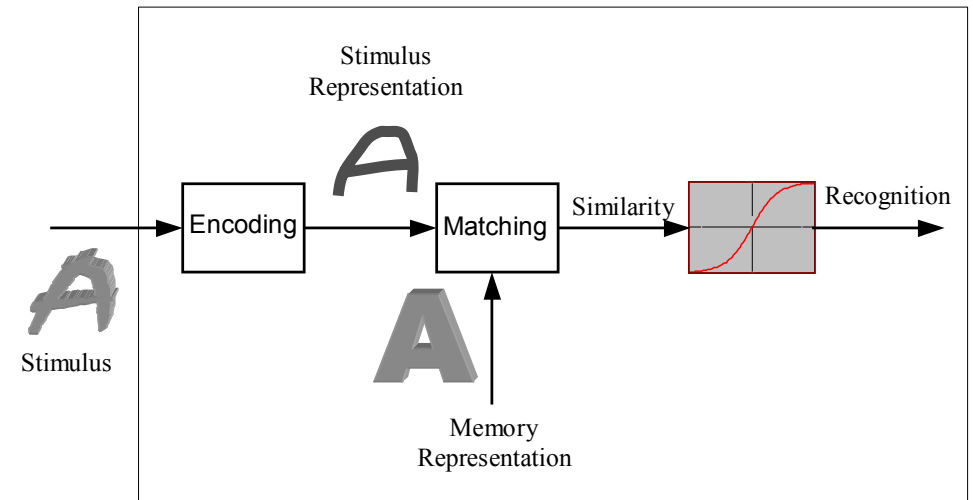 Stimulus
Representation
A
Encoding
Matching
Similarity
Recognition
A
A
Stimulus
Memory
Representation